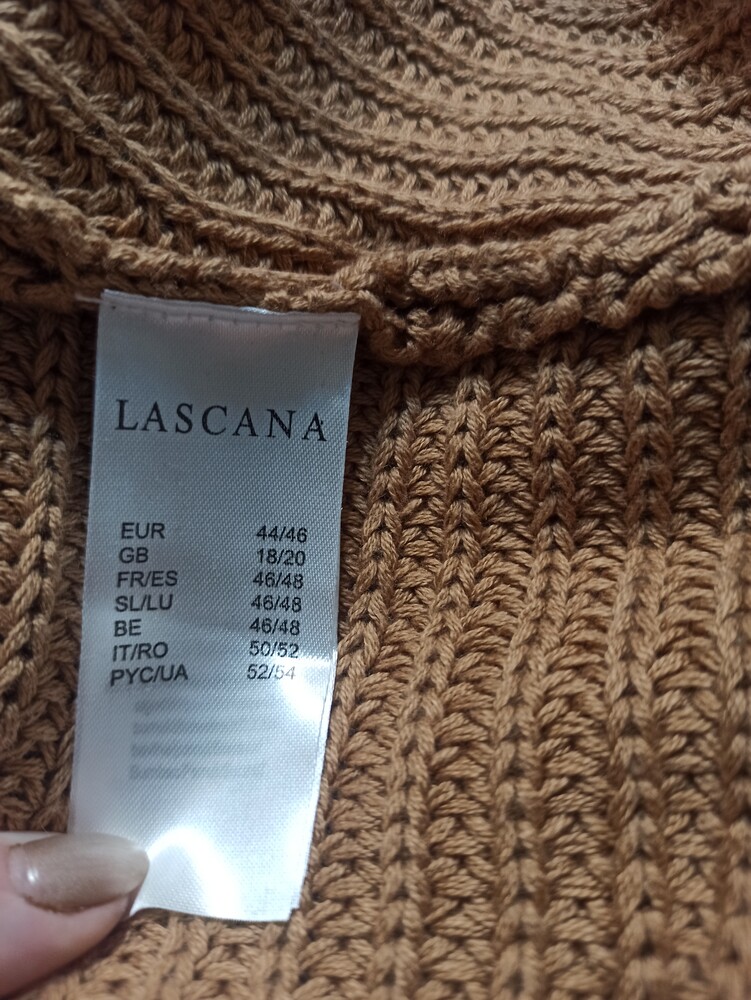 LASCANA
EUR 44/46
GB 18/20
FR/ES 46/48
SL/LU 46/48
BE 46/48
IT/RO 50/52
PYC/UA 52/54